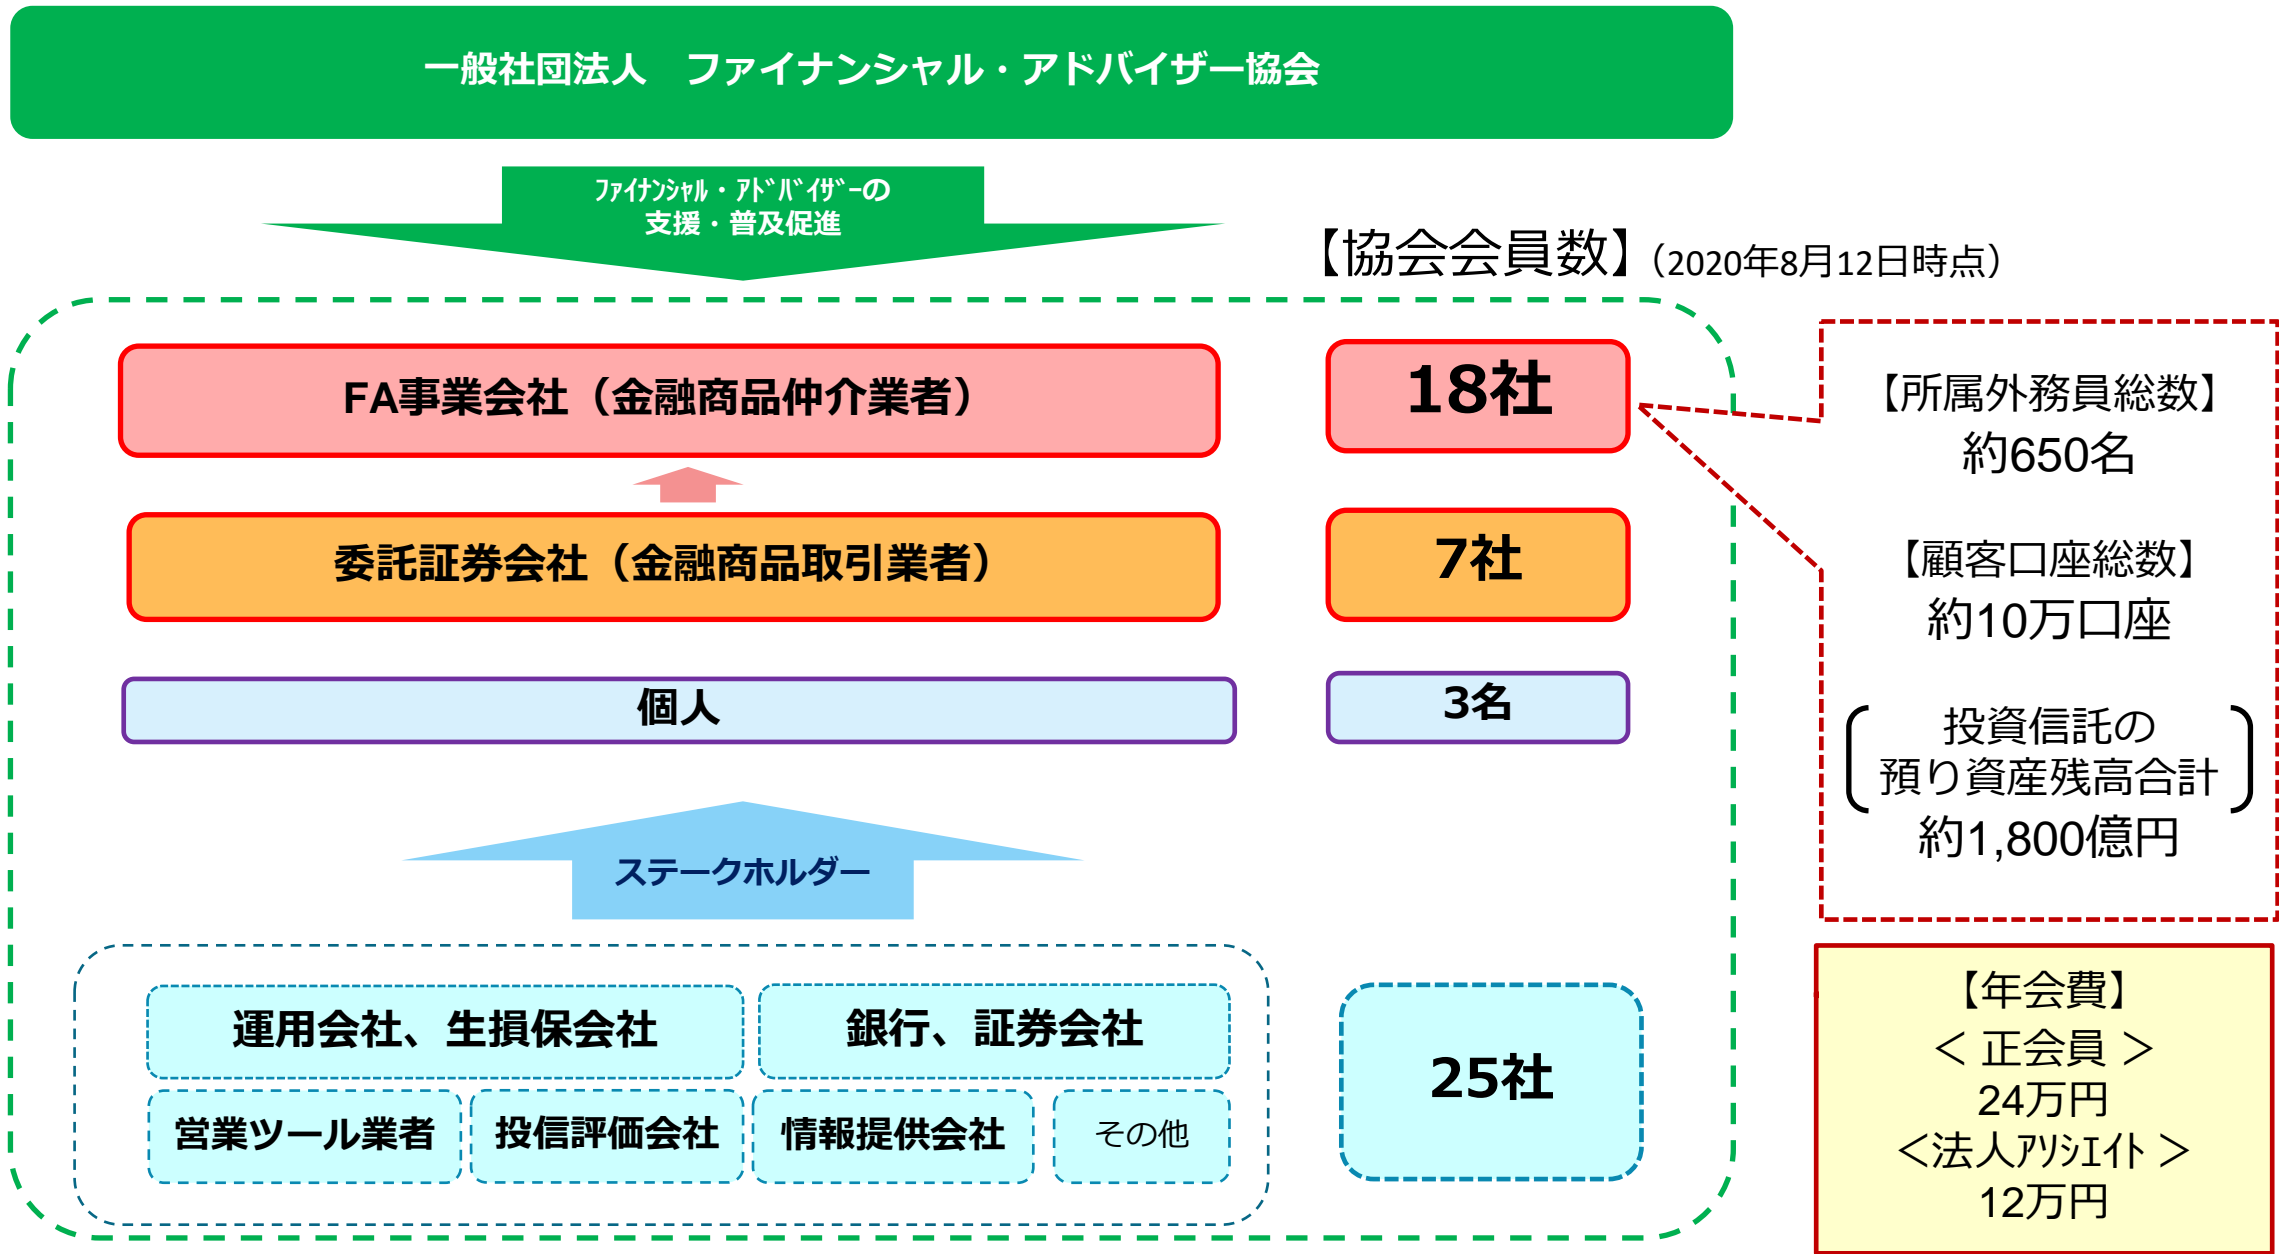 一般社団法人　ファイナンシャル・アドバイザー協会
ﾌｧｲﾅﾝｼｬﾙ・ｱﾄﾞﾊﾞｲｻﾞｰの
支援・普及促進
【協会会員数】（2020年8月12日時点）
FA事業会社（金融商品仲介業者）
18社
委託証券会社（金融商品取引業者）
7社
個人
3名
ステークホルダー
運用会社、生損保会社
銀行、証券会社
営業ツール業者
投信評価会社
情報提供会社
その他
25社
【所属外務員総数】
約650名
【顧客口座総数】
約10万口座
投資信託の
預り資産残高合計
約1,800億円
【年会費】
＜ 正会員 ＞
24万円
＜法人ｱｿｼｴｲﾄ ＞
12万円